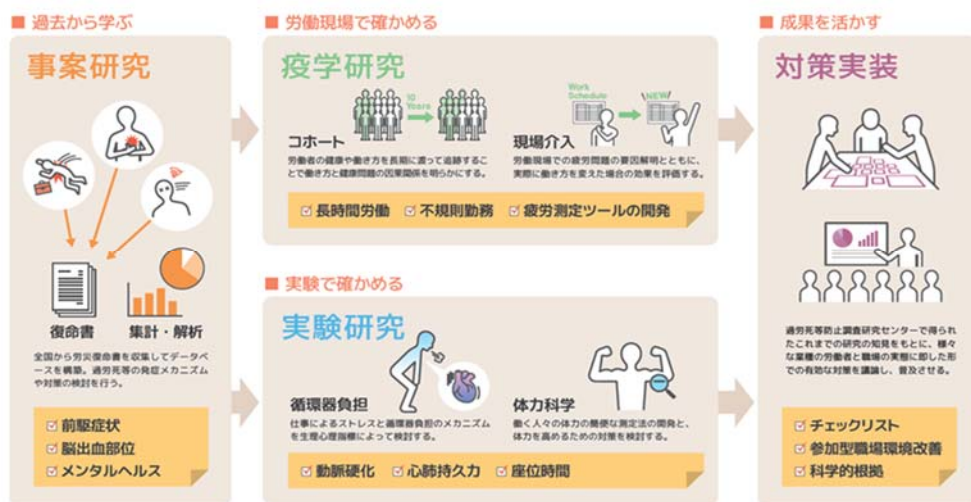 ■ 過去から学ぶ
事案研究
復命書
集計・解析
全国から労災復命書を収集してデータベ
ースを構築。過労死等の発症メカニズム
や対策の検討を行う。
前駆症状
脳出血部位
メンタルヘルス
■ 労働現場で確かめる
疫学研究
10
Years
コホート
労働者の健康や働き方を長期に渡って追跡するこ
とで働き方と健康問題の因果関係を明らかにする。
Work
Schedule
NEW
現場介入
労働現場での疲労問題の要因解明とともに、
実際に働き方を変えた場合の効果を評価する。
長時間労働
不規則勤務
疲労測定ツールの開発
■ 実験で確かめる
実験研究
循環器負担
仕事によるストレスと循環器負担のメカニズム
を生理心理指標によって検討する。
体力科学
働く人々の体力の簡便な測定法の開発と、
体力を高めるための対策を検討する。
動脈硬化
心肺持久力
座位時間
■ 成果を活かす
対策実装
過労死等防止調査研究センターで得ら
れたこれまでの研究の知見をもとに、様々
な業種の労働者と職場の実態に即した形
での有効な対策を議論し、普及させる。
チェックリスト
参加型職場環境改善
科学的根拠